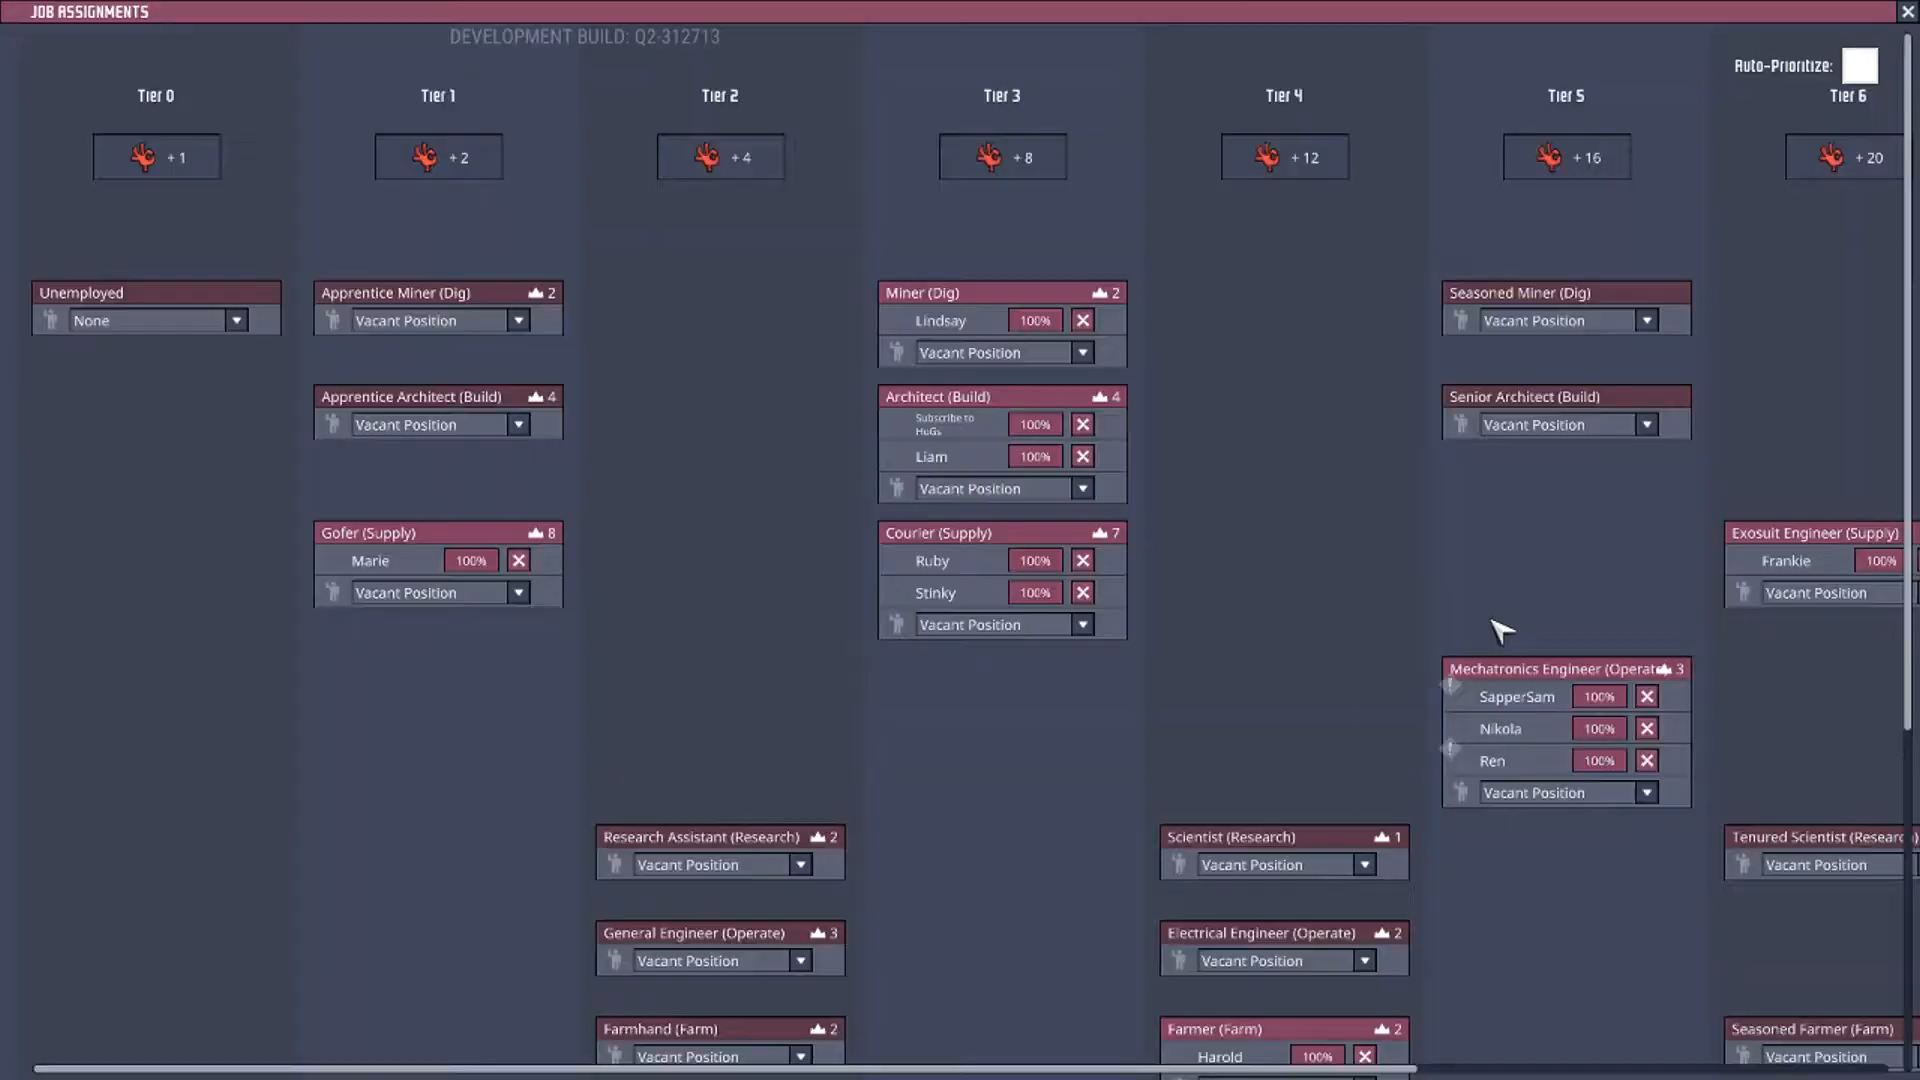 JOB ASSIGNMENTS
DEVELOPMENT BUILD: Q2-312713
Auto-Prioritize:
Tier 0
Tier 1
Tier 2
Tier 3
Tier 4
Tier 5
Tier 6
+ 1
+ 2
+ 4
+ 8
+ 12
+ 16
+ 20
Unemployed
None
Apprentice Miner (Dig) 2
Vacant Position
Miner (Dig) 2
Lindsay 100%
Vacant Position
Seasoned Miner (Dig)
Vacant Position
Apprentice Architect (Build) 4
Vacant Position
Architect (Build) 4
Subscribe to
HuGs
100%
Liam 100%
Vacant Position
Senior Architect (Build)
Vacant Position
Gofer (Supply) 8
Marie 100%
Vacant Position
Courier (Supply) 7
Ruby 100%
Stinky 100%
Vacant Position
Exosuit Engineer (Supply)
Frankie 100%
Vacant Position
Mechatronics Engineer (Operat 3
SapperSam 100%
Nikola 100%
Ren 100%
Vacant Position
Research Assistant (Research) 2
Vacant Position
Scientist (Research) 1
Vacant Position
Tenured Scientist (Research)
Vacant Position
General Engineer (Operate) 3
Vacant Position
Electrical Engineer (Operate) 2
Vacant Position
Farmhand (Farm) 2
Vacant Position
Farmer (Farm) 2
Harold 100%
Seasoned Farmer (Farm)
Vacant Position